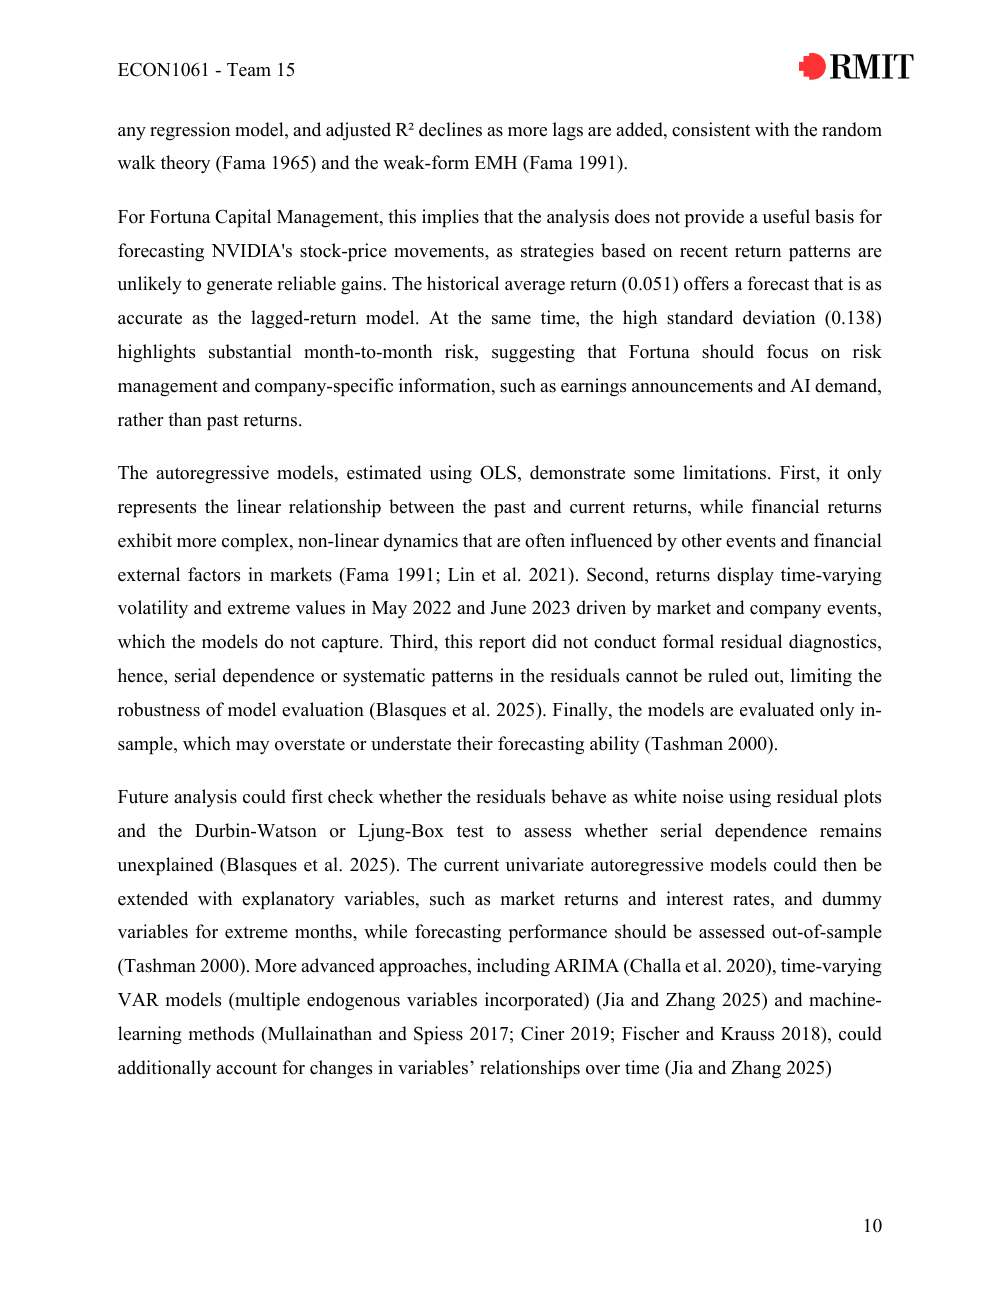 ECON1061 - Team 15
RMIT
any regression model, and adjusted R² declines as more lags are added, consistent with the random
walk theory (Fama 1965) and the weak-form EMH (Fama 1991).
For Fortuna Capital Management, this implies that the analysis does not provide a useful basis for
forecasting NVIDIA's stock-price movements, as strategies based on recent return patterns are
unlikely to generate reliable gains. The historical average return (0.051) offers a forecast that is as
accurate as the lagged-return model. At the same time, the high standard deviation (0.138)
highlights substantial month-to-month risk, suggesting that Fortuna should focus on risk
management and company-specific information, such as earnings announcements and AI demand,
rather than past returns.
The autoregressive models, estimated using OLS, demonstrate some limitations. First, it only
represents the linear relationship between the past and current returns, while financial returns
exhibit more complex, non-linear dynamics that are often influenced by other events and financial
external factors in markets (Fama 1991; Lin et al. 2021). Second, returns display time-varying
volatility and extreme values in May 2022 and June 2023 driven by market and company events,
which the models do not capture. Third, this report did not conduct formal residual diagnostics,
hence, serial dependence or systematic patterns in the residuals cannot be ruled out, limiting the
robustness of model evaluation (Blasques et al. 2025). Finally, the models are evaluated only in-
sample, which may overstate or understate their forecasting ability (Tashman 2000).
Future analysis could first check whether the residuals behave as white noise using residual plots
and the Durbin-Watson or Ljung-Box test to assess whether serial dependence remains
unexplained (Blasques et al. 2025). The current univariate autoregressive models could then be
extended with explanatory variables, such as market returns and interest rates, and dummy
variables for extreme months, while forecasting performance should be assessed out-of-sample
(Tashman 2000). More advanced approaches, including ARIMA (Challa et al. 2020), time-varying
VAR models (multiple endogenous variables incorporated) (Jia and Zhang 2025) and machine-
learning methods (Mullainathan and Spiess 2017; Ciner 2019; Fischer and Krauss 2018), could
additionally account for changes in variables’ relationships over time (Jia and Zhang 2025)
10